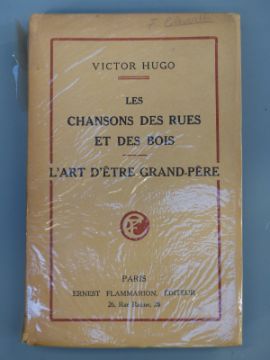 VICTOR HUGO
LES
CHANSONS DES RUES
ET DES BOIS
L'ART D'ÊTRE GRAND-PÈRE
PARIS
ERNEST FLAMMARION, ÉDITEUR
26, Rue Racine, 26